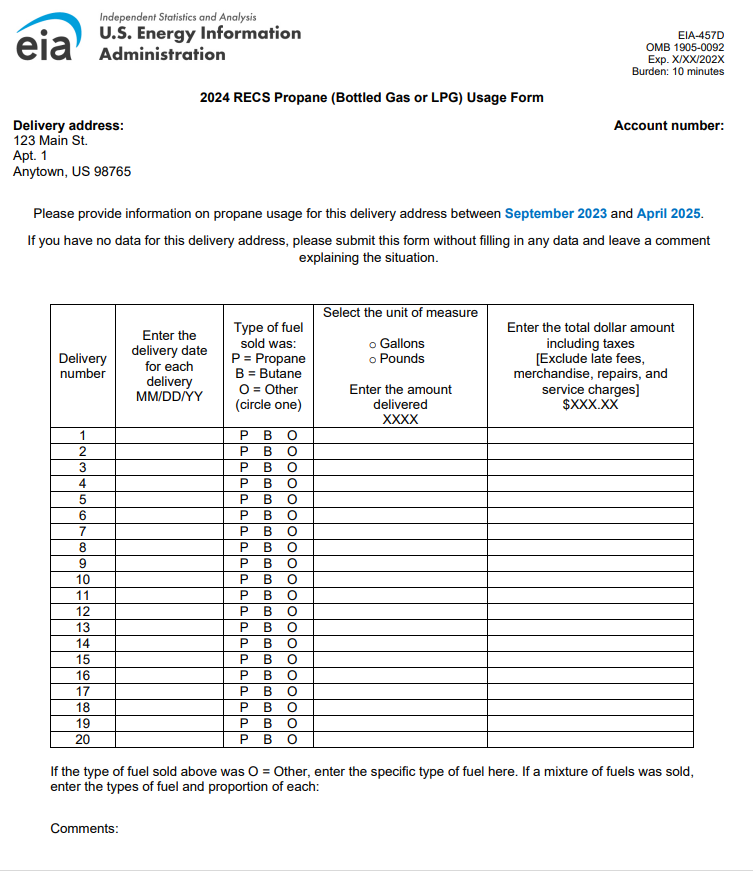 eia
Independent Statistics and Analysis
U.S. Energy Information
Administration
EIA-457D
OMB 1905-0092
Exp. X/XX/202X
Burden: 10 minutes
2024 RECS Propane (Bottled Gas or LPG) Usage Form
Delivery address:
Account number:
123 Main St.
Apt. 1
Anytown, US 98765
Please provide information on propane usage for this delivery address between September 2023 and April 2025.
If you have no data for this delivery address, please submit this form without filling in any data and leave a comment
explaining the situation.
Delivery
number
Enter the
delivery date
for each
delivery
MM/DD/YY
Type of fuel
sold was:
P = Propane
B = Butane
O = Other
(circle one)
Select the unit of measure
○ Gallons
○ Pounds
Enter the amount
delivered
XXXX
Enter the total dollar amount
including taxes
[Exclude late fees,
merchandise, repairs, and
service charges]
$XXX.XX
1 P B O
2 P B O
3 P B O
4 P B O
5 P B O
6 P B O
7 P B O
8 P B O
9 P B O
10 P B O
11 P B O
12 P B O
13 P B O
14 P B O
15 P B O
16 P B O
17 P B O
18 P B O
19 P B O
20 P B O
If the type of fuel sold above was O = Other, enter the specific type of fuel here. If a mixture of fuels was sold,
enter the types of fuel and proportion of each:
Comments: